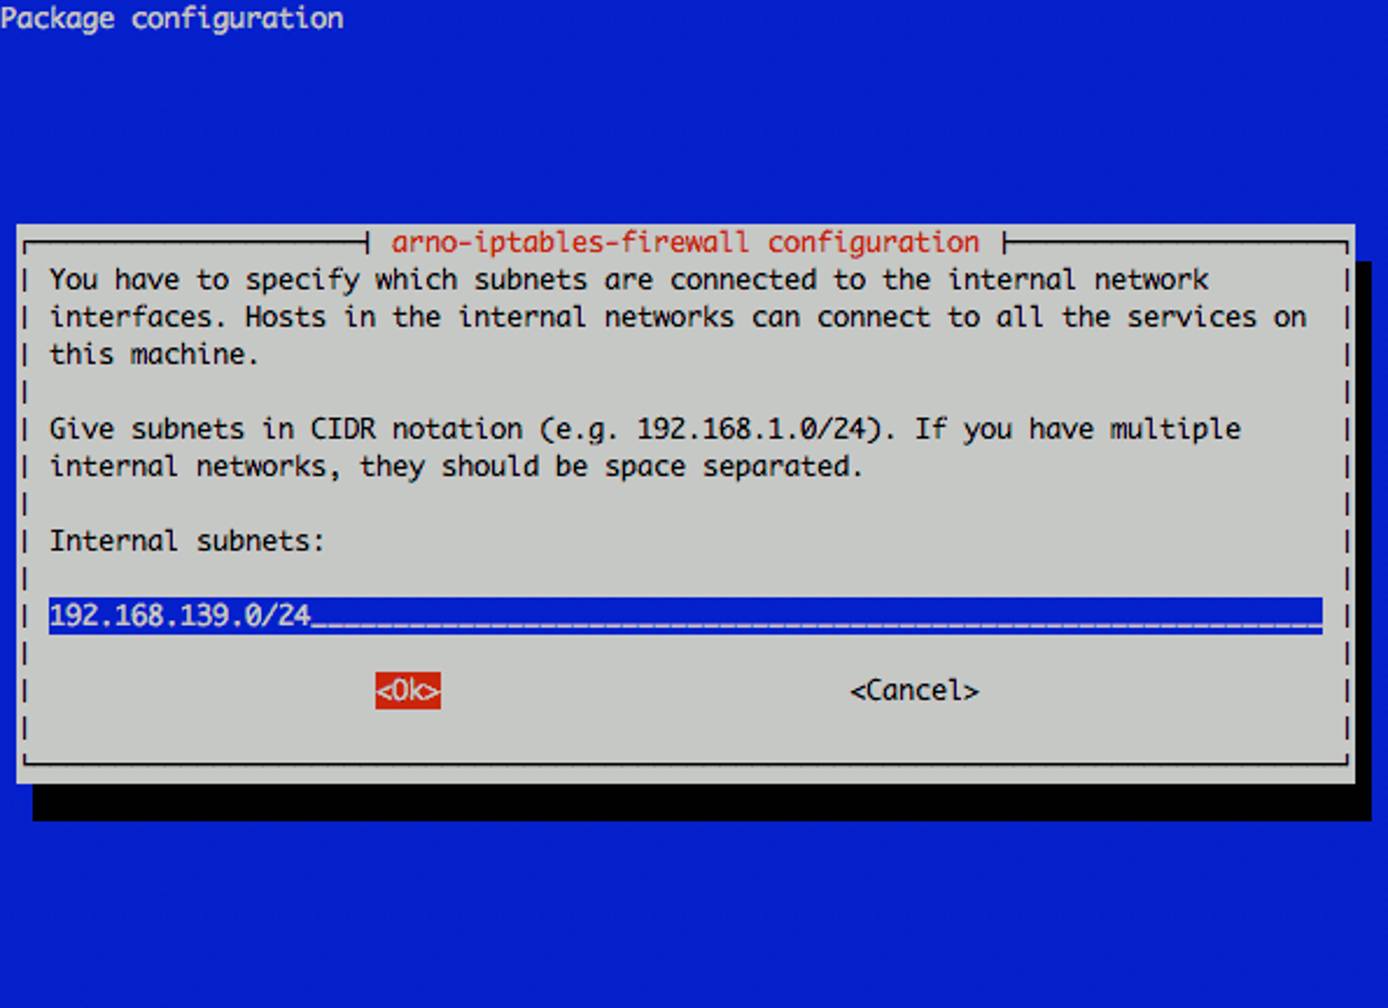 Package configuration
arno-iptables-firewall configuration
You have to specify which subnets are connected to the internal network
interfaces. Hosts in the internal networks can connect to all the services on
this machine.
Give subnets in CIDR notation (e.g. 192.168.1.0/24). If you have multiple
internal networks, they should be space separated.
Internal subnets:
192.168.139.0/24
<Ok> <Cancel>